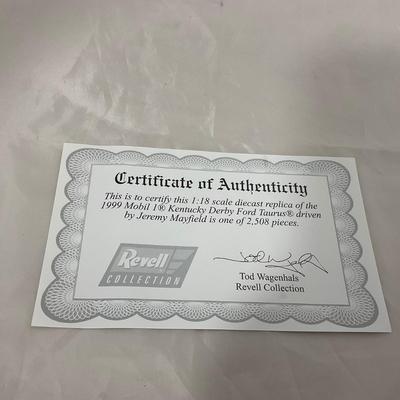 Certificate of Authenticity
This is to certify this 1:18 scale diecast replica of the
1999 Mobil 1® Kentucky Derby Ford Taurus® driven
by Jeremy Mayfield is one of 2,508 pieces.
Revell
COLLECTION
Tod Wagenhals
Revell Collection